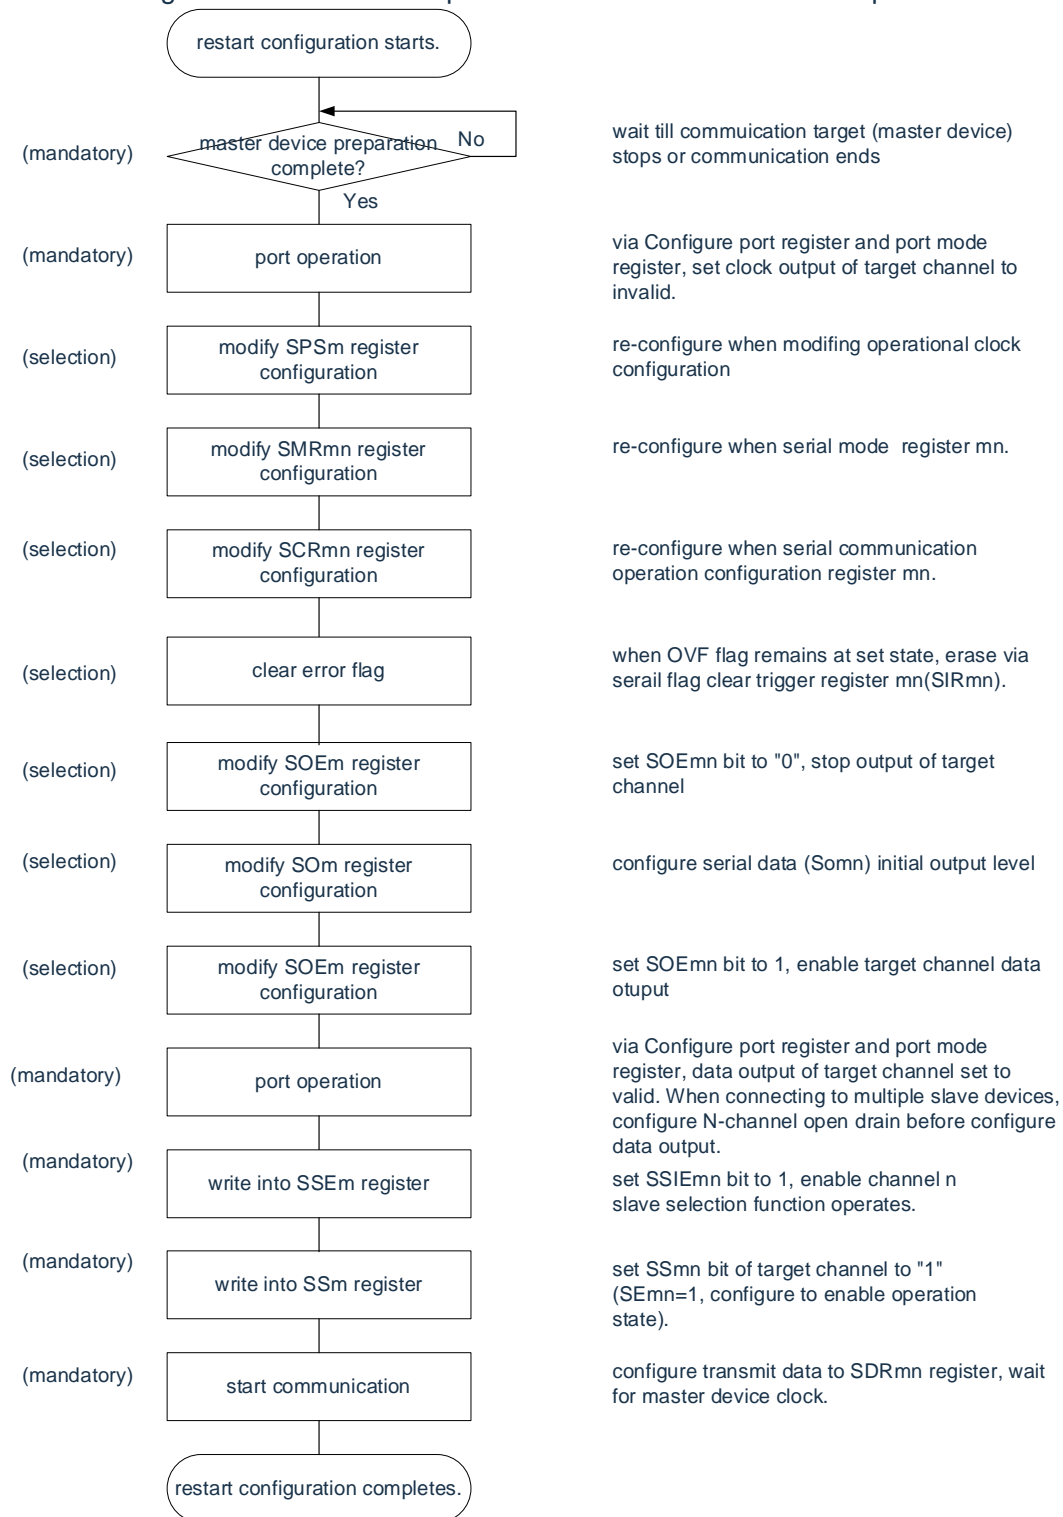 restart configuration starts.
(mandatory)
master device preparation
complete?
No
Yes
wait till commuication target (master device)
stops or communication ends
(mandatory)
port operation
via Configure port register and port mode
register, set clock output of target channel to
invalid.
(selection)
modify SPSm register
configuration
re-configure when modifing operational clock
configuration
(selection)
modify SMRmn register
configuration
re-configure when serial mode register mn.
(selection)
modify SCRmn register
configuration
re-configure when serial communication
operation configuration register mn.
(selection)
clear error flag
when OVF flag remains at set state, erase via
serail flag clear trigger register mn(SIRmn).
(selection)
modify SOEm register
configuration
set SOEmn bit to "0", stop output of target
channel
(selection)
modify SOm register
configuration
configure serial data (Somn) initial output level
(selection)
modify SOEm register
configuration
set SOEmn bit to 1, enable target channel data
otuput
(mandatory)
port operation
via Configure port register and port mode
register, data output of target channel set to
valid. When connecting to multiple slave devices,
configure N-channel open drain before configure
data output.
(mandatory)
write into SSEm register
set SSIEmn bit to 1, enable channel n
slave selection function operates.
(mandatory)
write into SSm register
set SSmn bit of target channel to "1"
(SEmn=1, configure to enable operation
state).
(mandatory)
start communication
configure transmit data to SDRmn register, wait
for master device clock.
restart configuration completes.